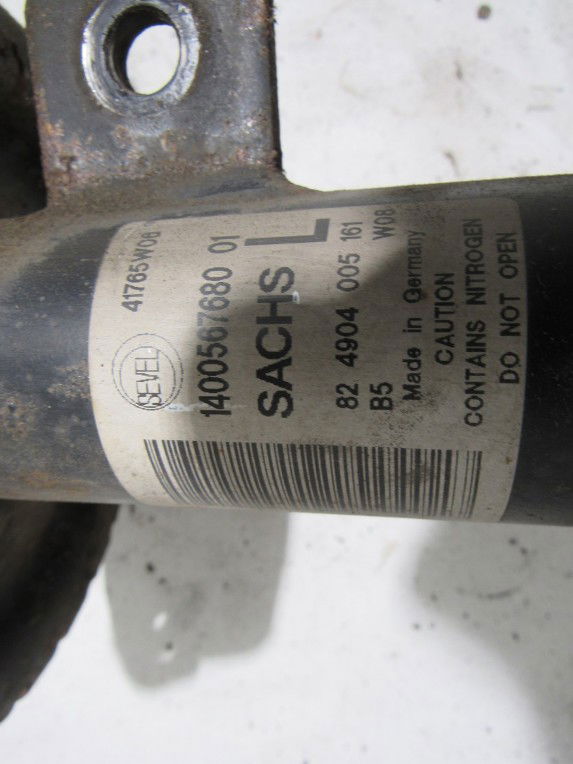 41765W06
SEVEL
1400567680 01
SACHS L
82 4904 005 161
B5 W08
Made in Germany
CAUTION
CONTAINS NITROGEN
DO NOT OPEN